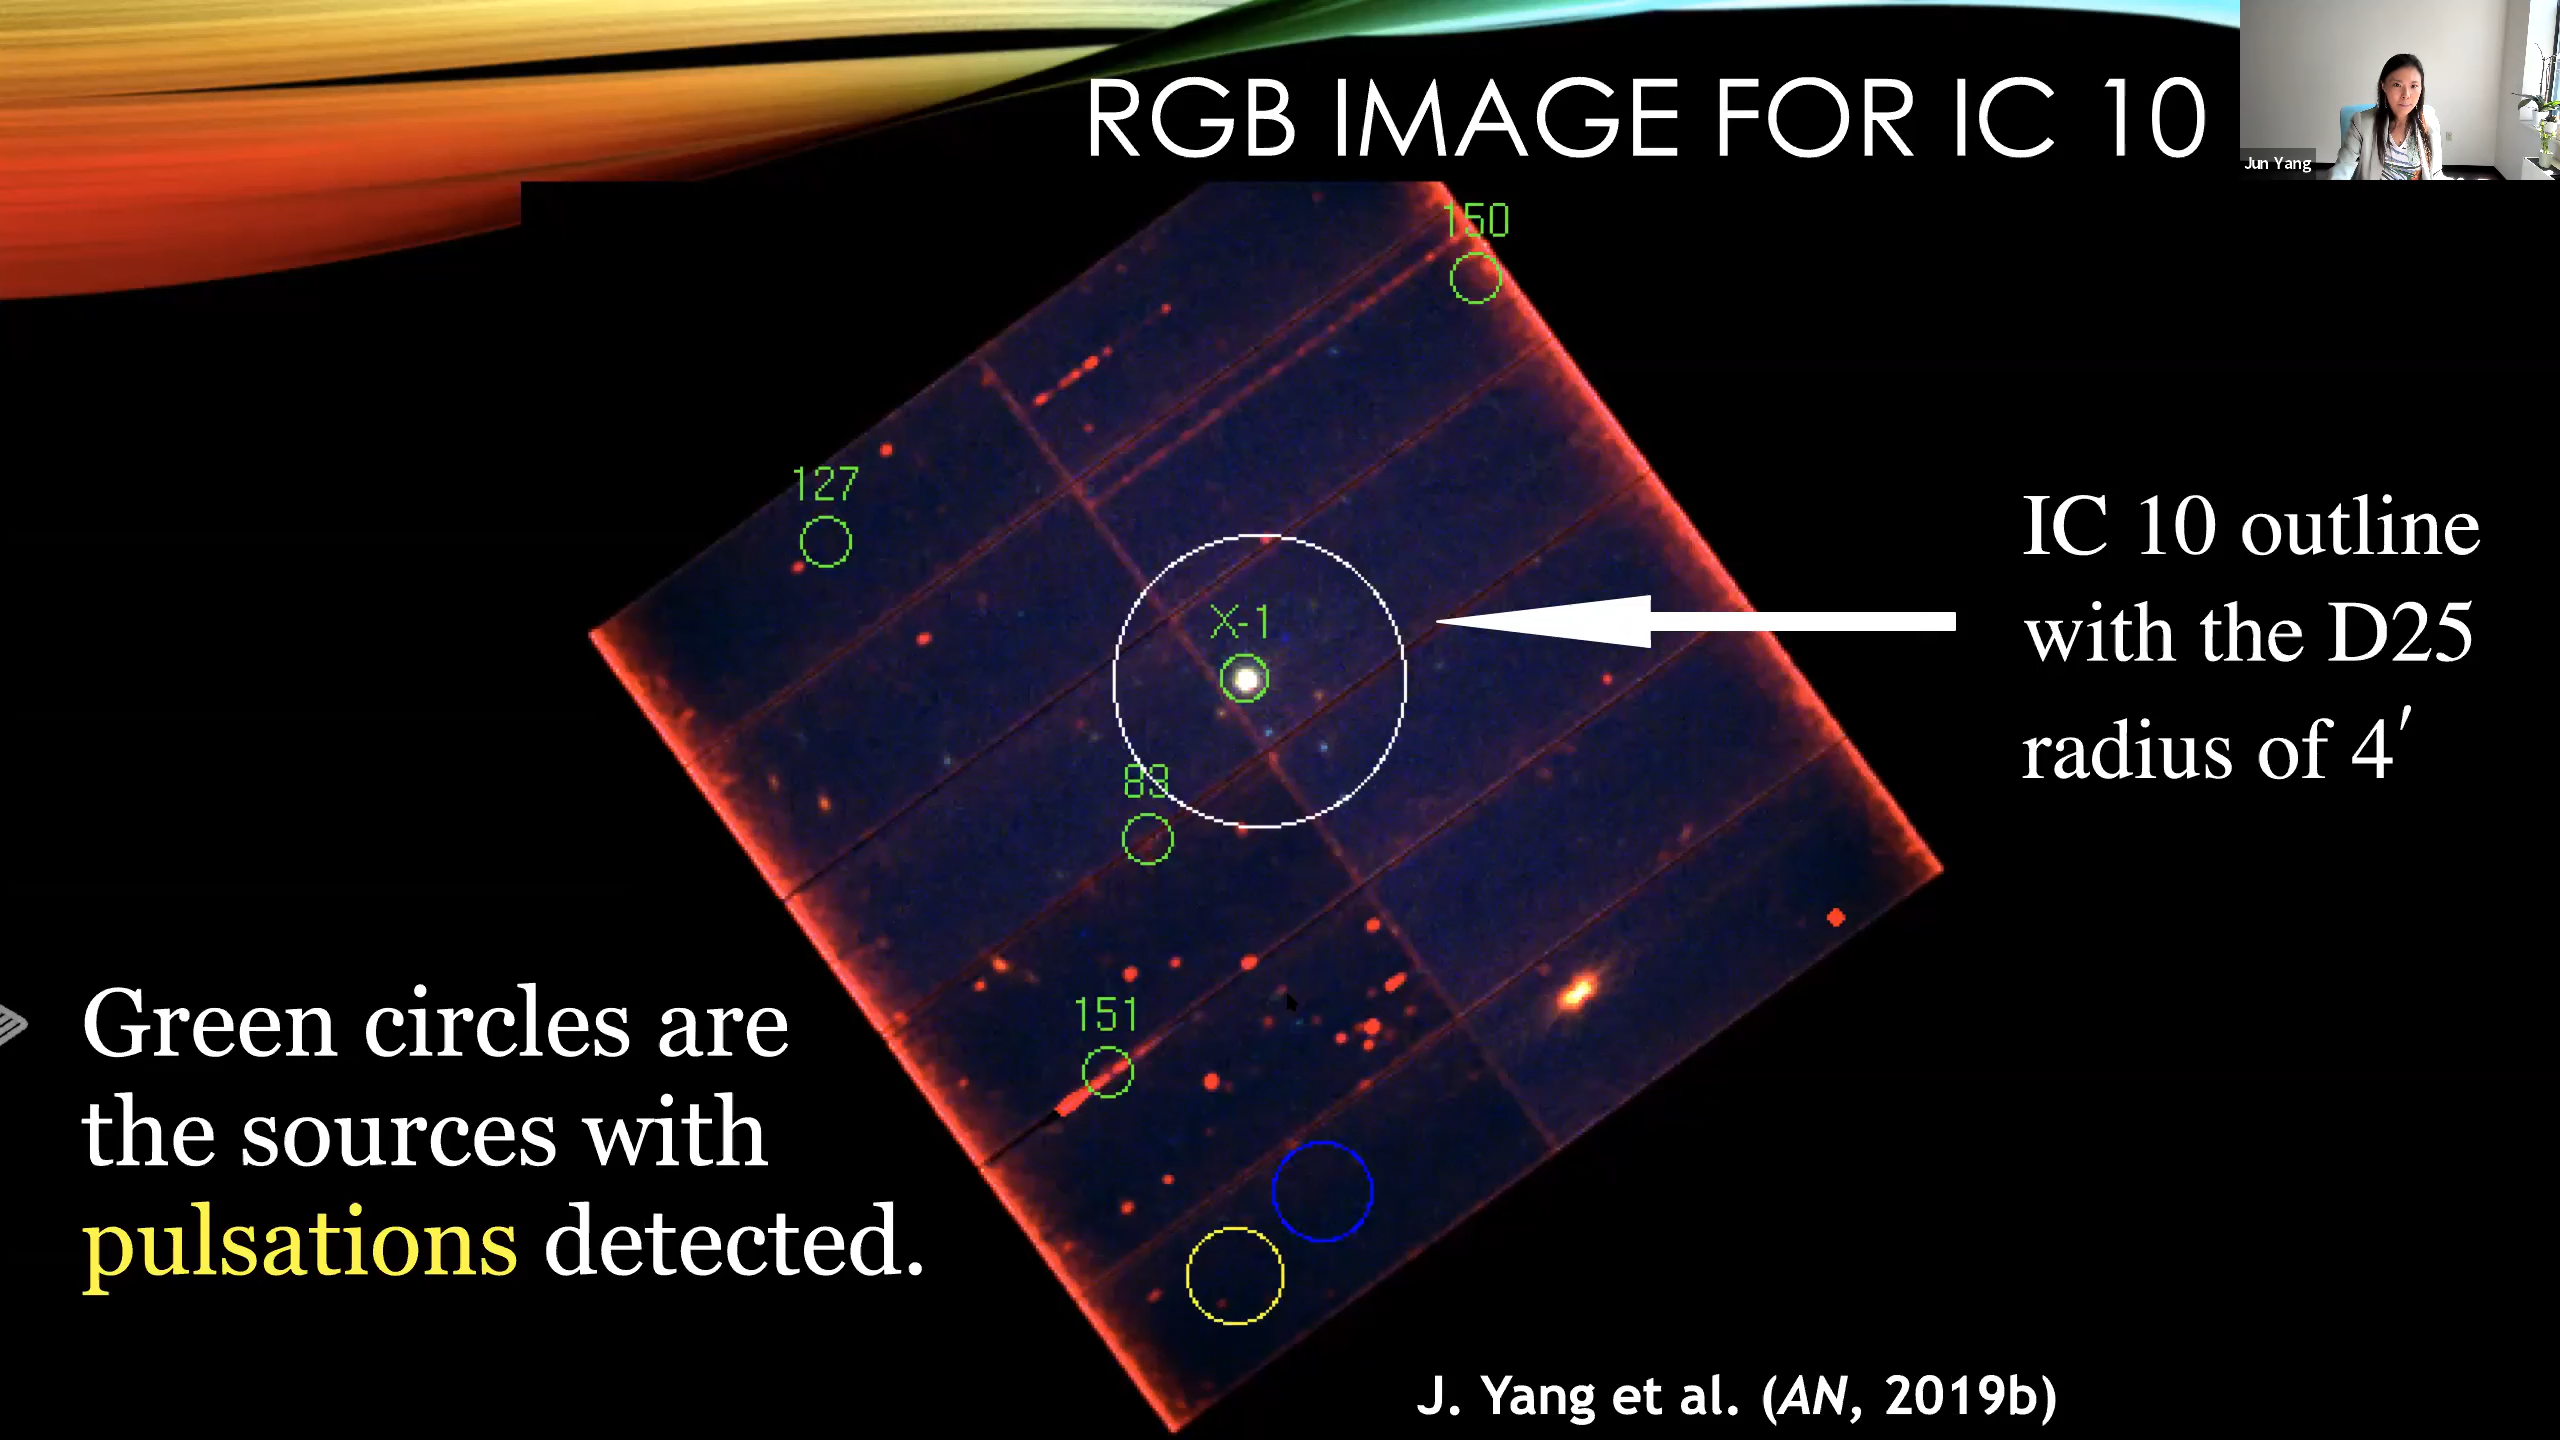 RGB IMAGE FOR IC 10
Jun Yang
150
127
X-1
83
151
IC 10 outline
with the D25
radius of 4′
Green circles are
the sources with
pulsations detected.
J. Yang et al. (AN, 2019b)